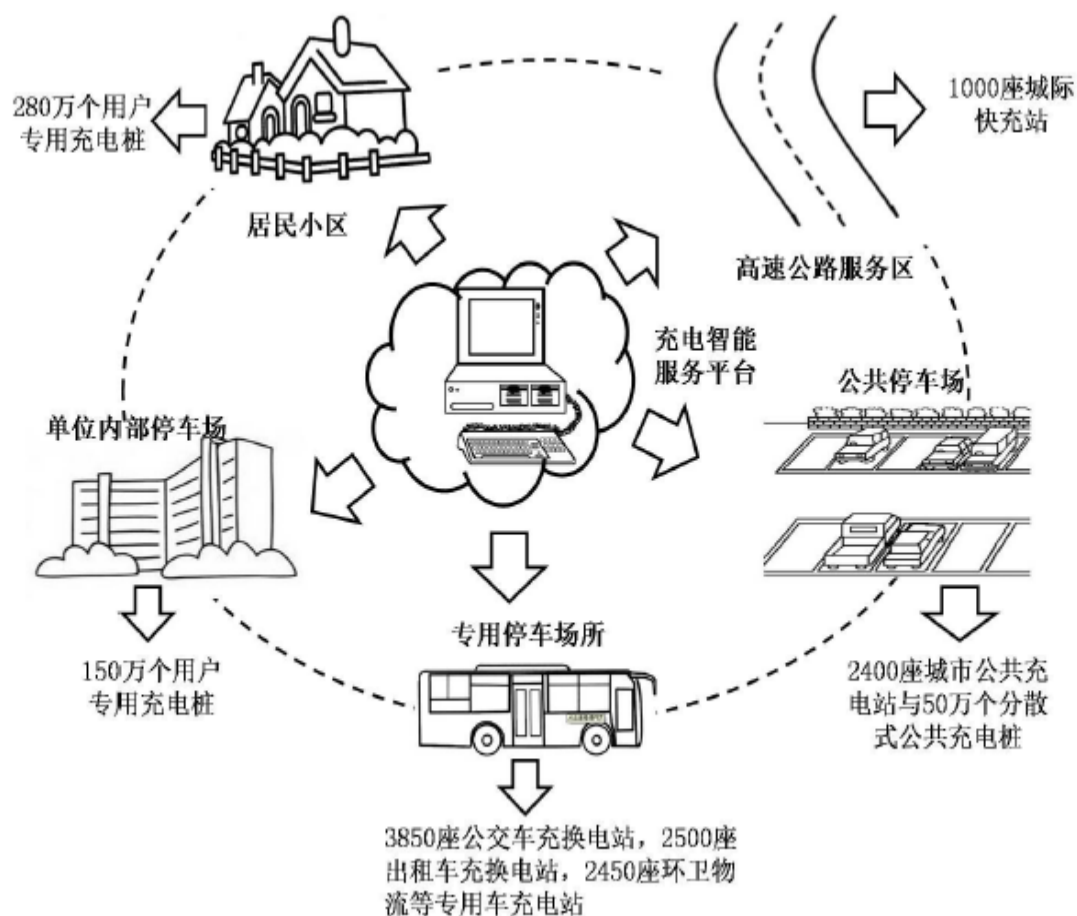 280万个用户
专用充电桩
居民小区
1000座城际
快充站
高速公路服务区
充电智能
服务平台
公共停车场
单位内部停车场
150万个用户
专用充电桩
专用停车场所
2400座城市公共充
电站与50万个分散
式公共充电桩
3850座公交车充换电站，2500座
出租车充换电站，2450座环卫物
流等专用车充电站